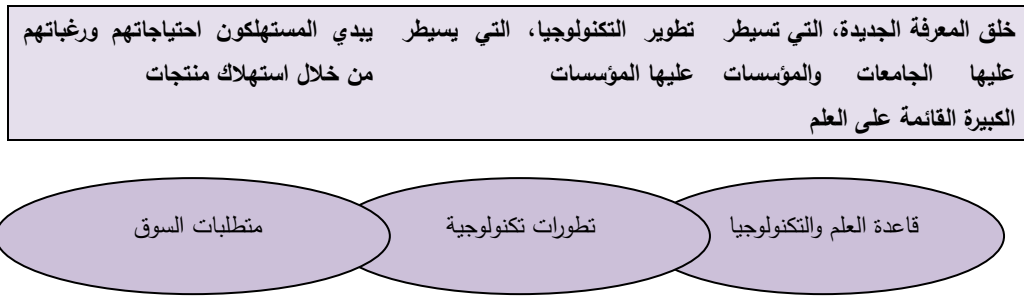 خلق المعرفة الجديدة، التي تسيطر
عليها الجامعات والمؤسسات
الكبيرة القائمة على العلم
تطوير التكنولوجيا، التي يسيطر
عليها المؤسسات
يبدي المستهلكون احتياجاتهم ورغباتهم
من خلال استهلاك منتجات
قاعدة العلم والتكنولوجيا
تطورات تكنولوجية
متطلبات السوق